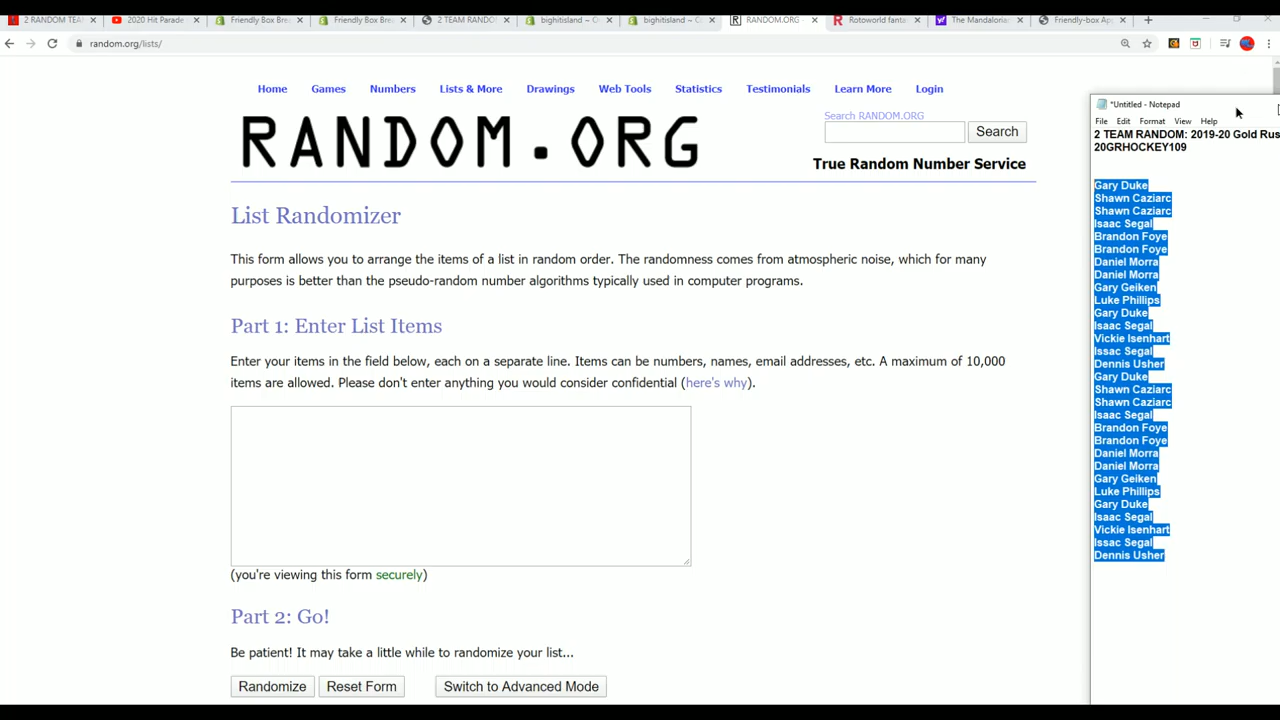 2 RANDOM TEAM
2020 Hit Parade
Friendly Box Bre
Friendly Box Bre
2 TEAM RANDO
bighitisland ~ C
bighitisland ~ C
RANDOM.ORG -
Rotoworld fanta
The Mandaloria
Friendly-box Ap
random.org/lists/
Home Games Numbers Lists & More Drawings Web Tools Statistics Testimonials Learn More Login
RANDOM.ORG
Search RANDOM.ORG
Search
True Random Number Service
List Randomizer
This form allows you to arrange the items of a list in random order. The randomness comes from atmospheric noise, which for many
purposes is better than the pseudo-random number algorithms typically used in computer programs.
Part 1: Enter List Items
Enter your items in the field below, each on a separate line. Items can be numbers, names, email addresses, etc. A maximum of 10,000
items are allowed. Please don't enter anything you would consider confidential (here's why).
(you're viewing this form securely)
Part 2: Go!
Be patient! It may take a little while to randomize your list...
Randomize Reset Form Switch to Advanced Mode
*Untitled - Notepad
File Edit Format View Help
2 TEAM RANDOM: 2019-20 Gold Rus
20GRHOCKEY109
Gary Duke
Shawn Caziarc
Shawn Caziarc
Isaac Segal
Brandon Foye
Brandon Foye
Daniel Morra
Daniel Morra
Gary Geiken
Luke Phillips
Gary Duke
Isaac Segal
Vickie Isenhart
Issac Segal
Dennis Usher
Gary Duke
Shawn Caziarc
Shawn Caziarc
Isaac Segal
Brandon Foye
Brandon Foye
Daniel Morra
Daniel Morra
Gary Geiken
Luke Phillips
Gary Duke
Isaac Segal
Vickie Isenhart
Issac Segal
Dennis Usher